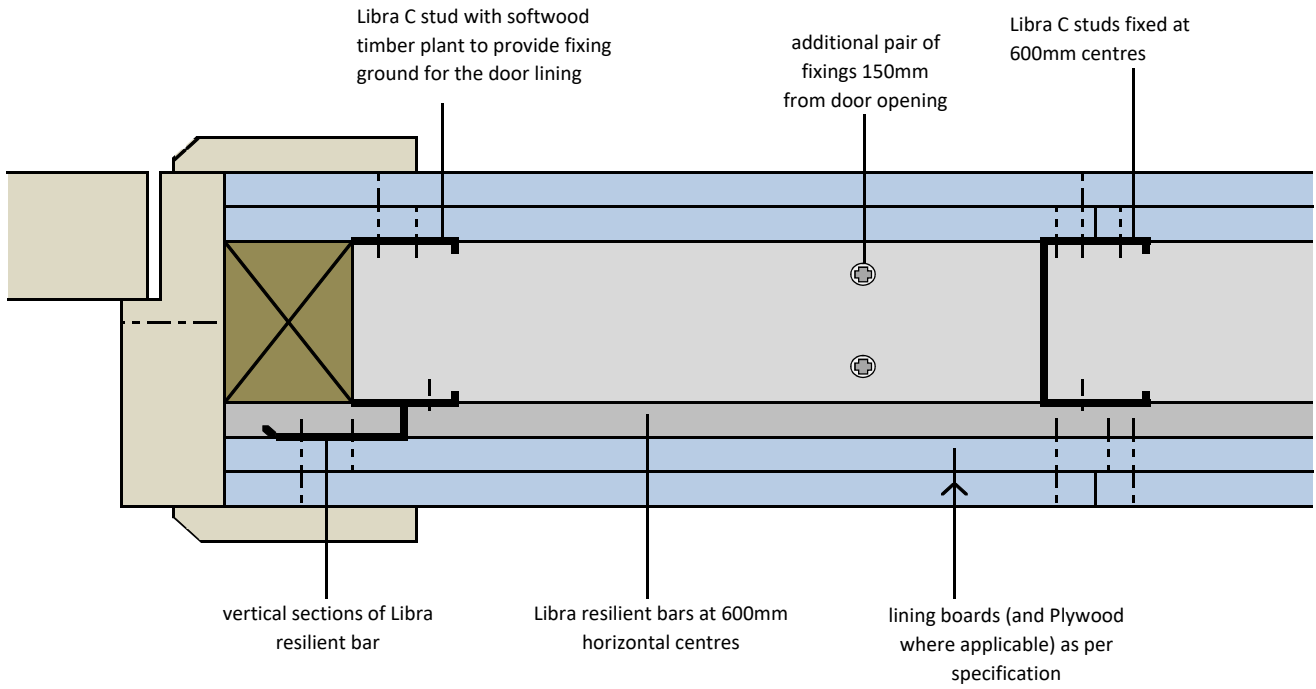 Libra C stud with softwood
timber plant to provide fixing
ground for the door lining
additional pair of
fixings 150mm
from door opening
Libra C studs fixed at
600mm centres
vertical sections of Libra
resilient bar
Libra resilient bars at 600mm
horizontal centres
lining boards (and Plywood
where applicable) as per
specification